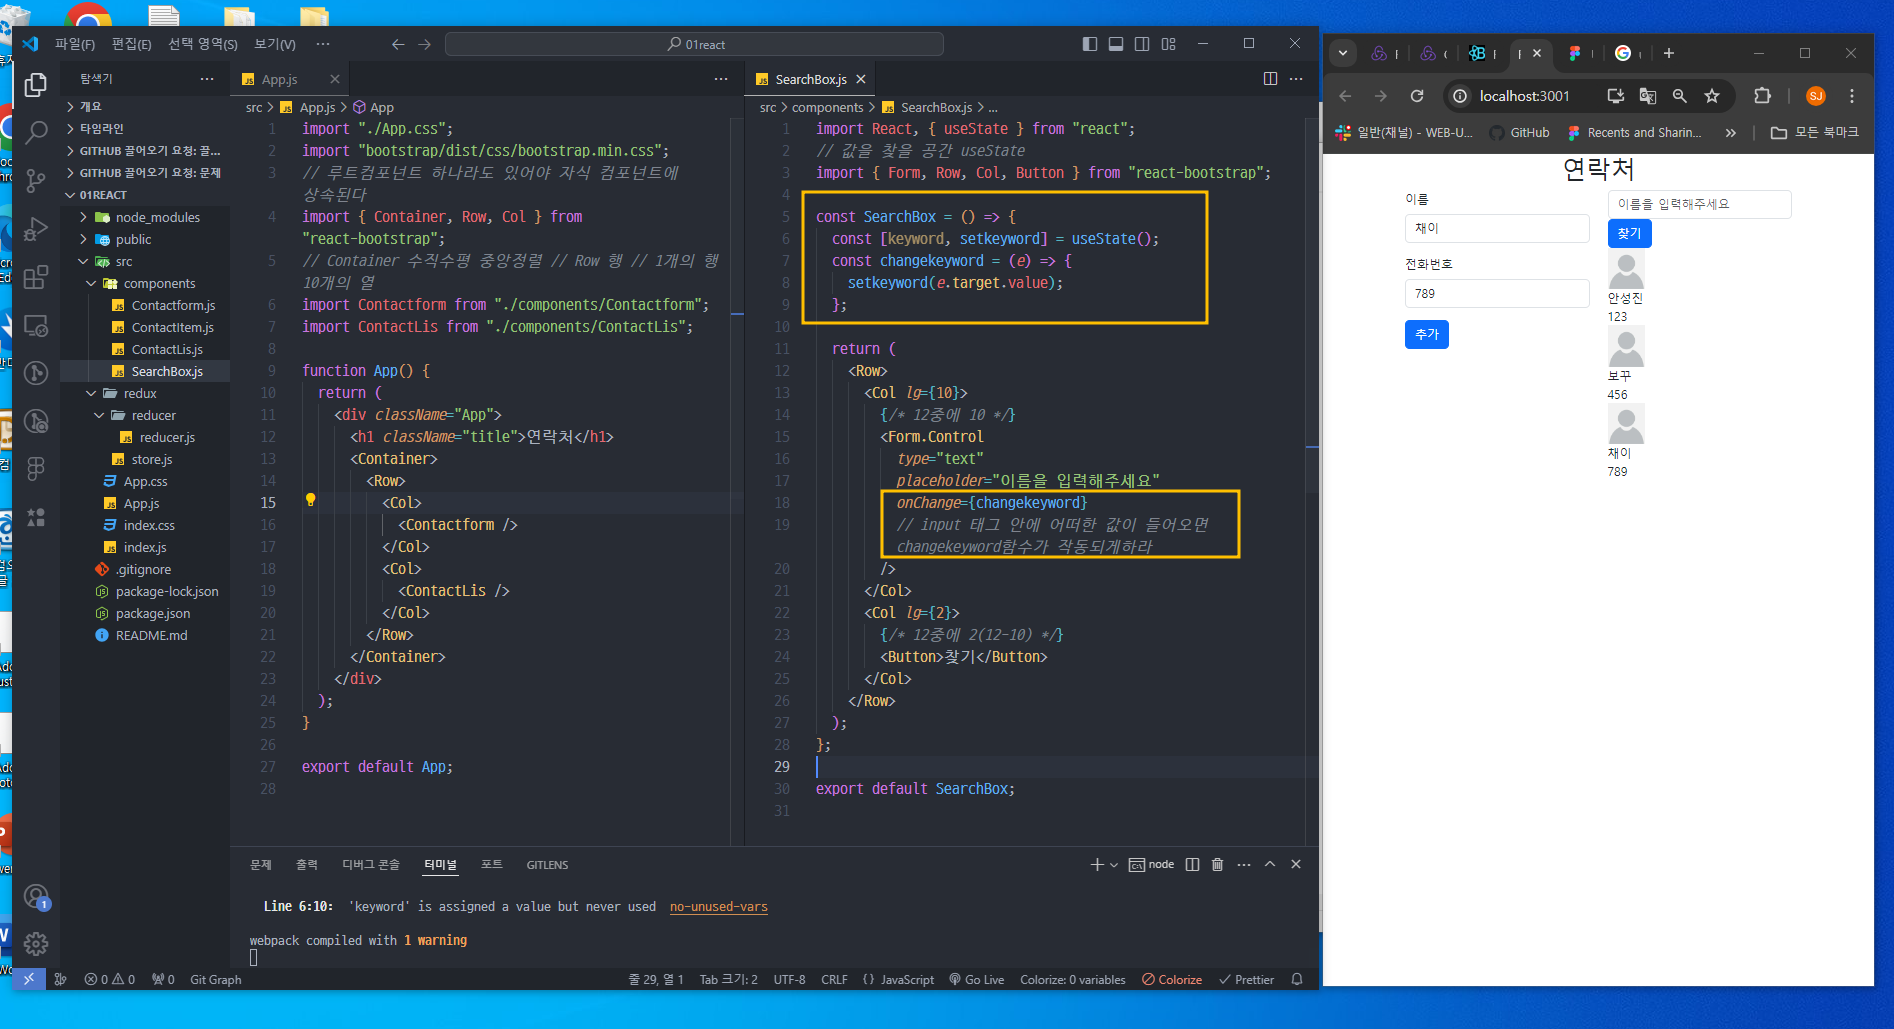 파일(F) 편집(E) 선택 영역(S) 보기(V) ··· 01react
탐색기 ···
개요
타임라인
GITHUB 끌어오기 요청: 끌...
GITHUB 끌어오기 요청: 문제
01REACT
node_modules
public
src
components
Contactform.js
ContactItem.js
ContactLis.js
SearchBox.js
redux
reducer
reducer.js
store.js
App.css
App.js
index.css
index.js
.gitignore
package-lock.json
package.json
README.md
App.js
src > App.js > App
1 import "./App.css";
2 import "bootstrap/dist/css/bootstrap.min.css";
3 // 루트컴포넌트 하나라도 있어야 자식 컴포넌트에
상속된다
4 import { Container, Row, Col } from
"react-bootstrap";
5 // Container 수직수평 중앙정렬 // Row 행 // 1개의 행
10개의 열
6 import Contactform from "./components/Contactform";
7 import ContactLis from "./components/ContactLis";
8
9 function App() {
10 return (
11 <div className="App">
12 <h1 className="title">연락처</h1>
13 <Container>
14 <Row>
15 <Col>
16 <Contactform />
17 </Col>
18 <Col>
19 <ContactLis />
20 </Col>
21 </Row>
22 </Container>
23 </div>
24 );
25 }
26
27 export default App;
28
SearchBox.js
src > components > SearchBox.js > ...
1 import React, { useState } from "react";
2 // 값을 찾을 공간 useState
3 import { Form, Row, Col, Button } from "react-bootstrap";
4
5 const SearchBox = () => {
6 const [keyword, setkeyword] = useState();
7 const changekeyword = (e) => {
8 setkeyword(e.target.value);
9 };
10
11 return (
12 <Row>
13 <Col lg={10}>
14 {/* 12중에 10 */}
15 <Form.Control
16 type="text"
17 placeholder="이름을 입력해주세요"
18 onChange={changekeyword}
19 // input 태그 안에 어떠한 값이 들어오면
changekeyword함수가 작동되게하라
20 />
21 </Col>
22 <Col lg={2}>
23 {/* 12중에 2(12-10) */}
24 <Button>찾기</Button>
25 </Col>
26 </Row>
27 );
28 };
29
30 export default SearchBox;
31
문제 출력 디버그 콘솔 터미널 포트 GITLENS node
Line 6:10: 'keyword' is assigned a value but never used no-unused-vars
webpack compiled with 1 warning
1
0 0 0 Git Graph 줄 29, 열 1 Tab 크기: 2 UTF-8 CRLF {} JavaScript Go Live Colorize: 0 variables Colorize Prettier
localhost:3001 SJ
일반(채널) - WEB-U... GitHub Recents and Sharin... » 모든 북마크
연락처
이름
채이
전화번호
789
추가
이름을 입력해주세요
찾기
안성진
123
보꾸
456
채이
789